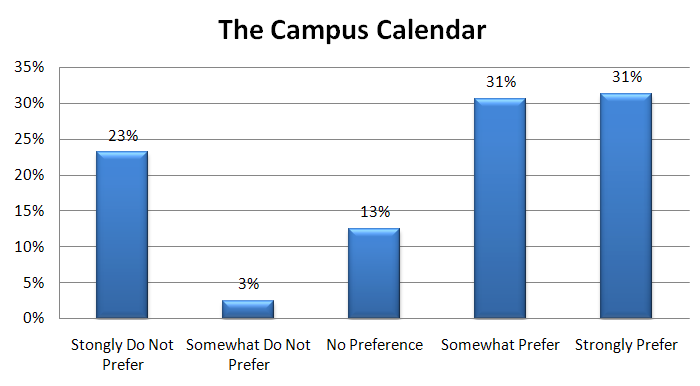 The Campus Calendar
35%
30%
25%
20%
15%
10%
5%
0%
23%
3%
13%
31%
31%
Stongly Do Not
Prefer
Somewhat Do Not
Prefer
No Preference
Somewhat Prefer
Strongly Prefer